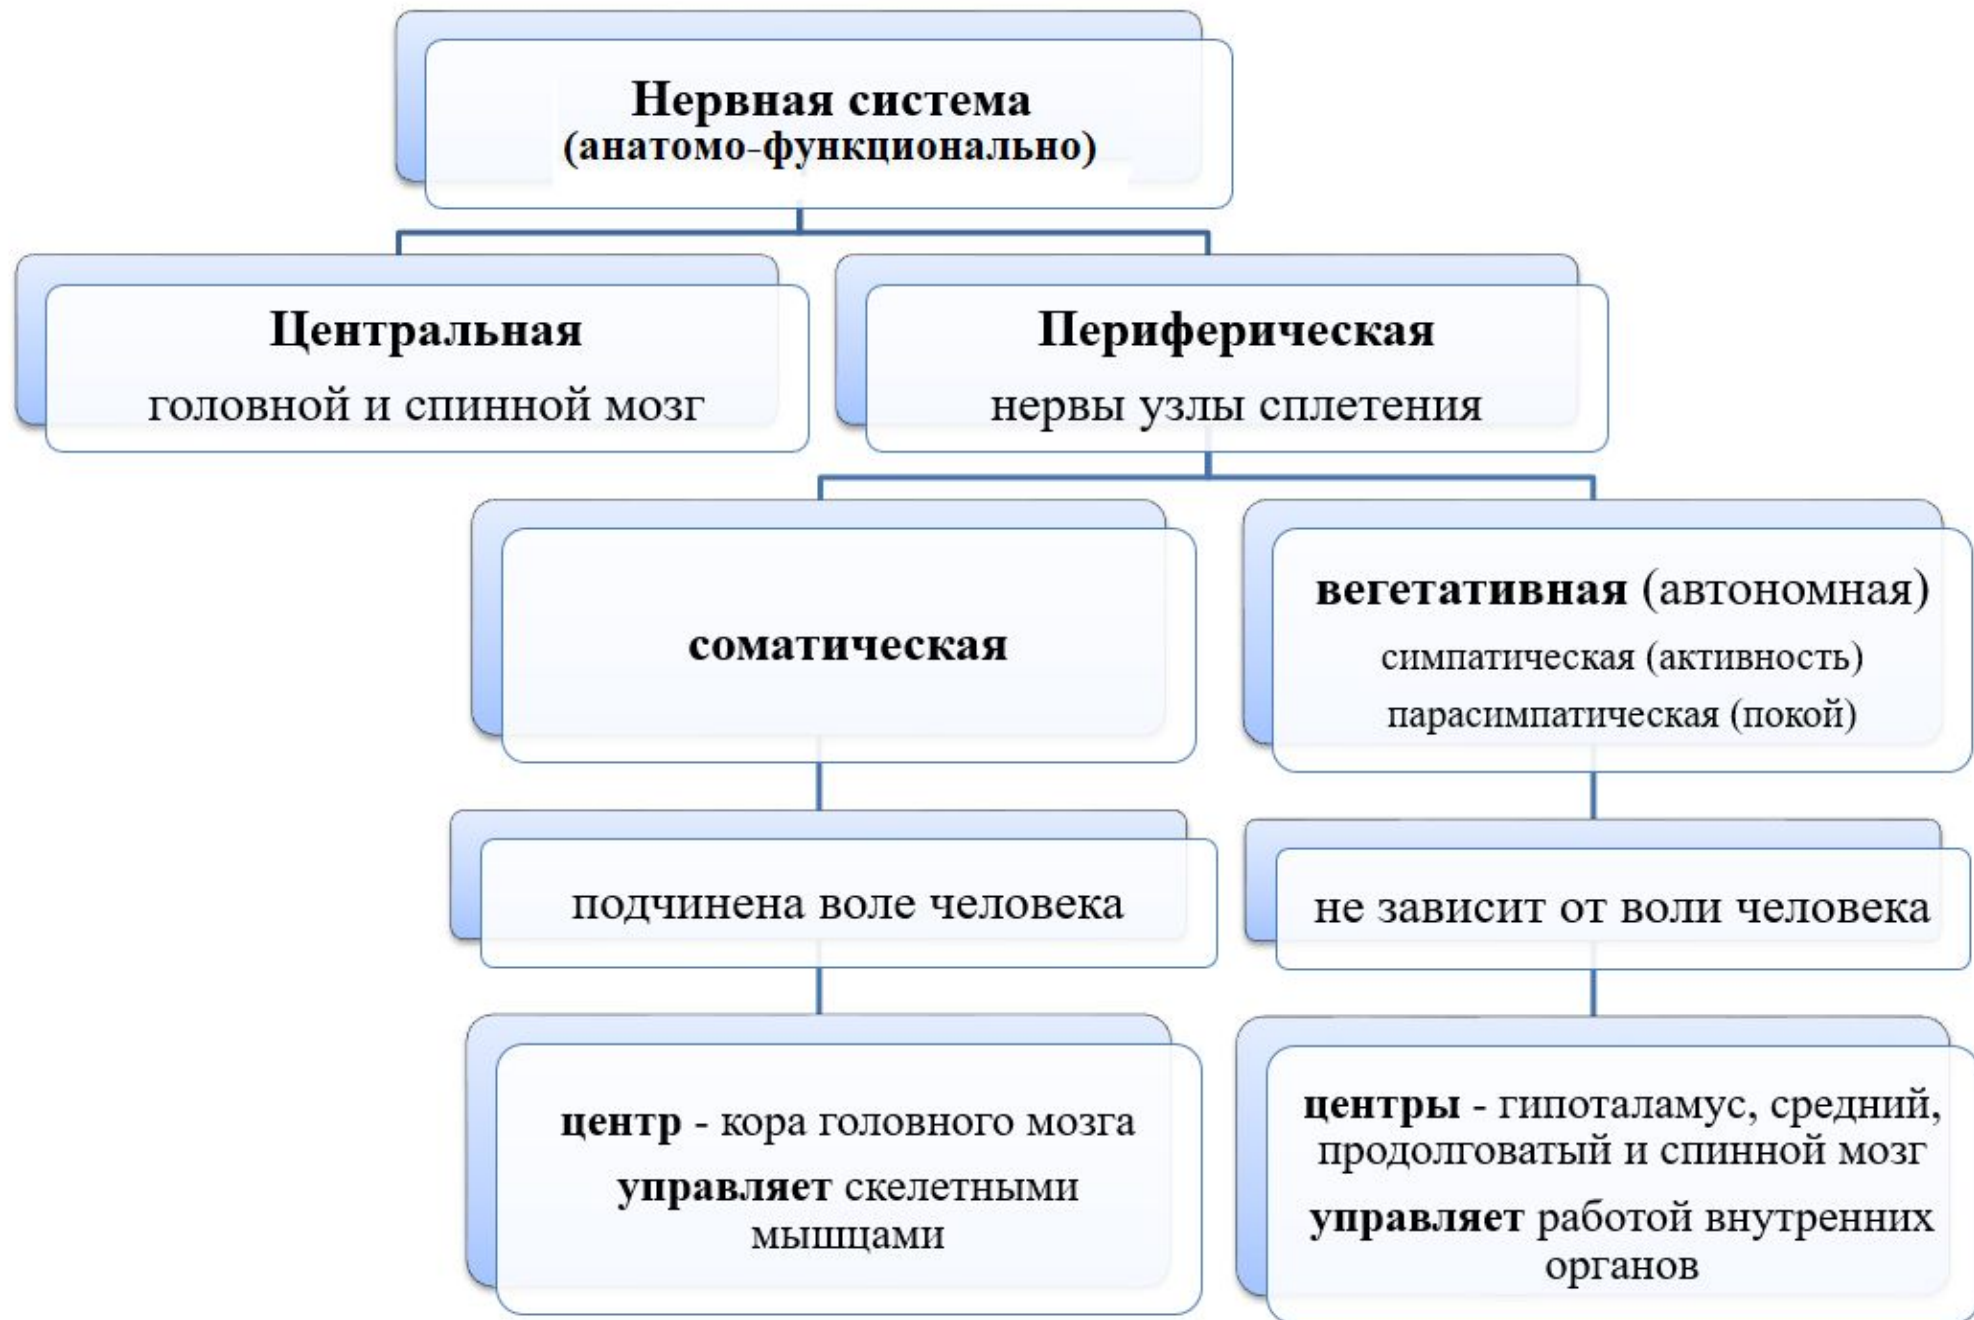 Нервная система
(анатомо-функционально)
Центральная
головной и спинной мозг
Периферическая
нервы узлы сплетения
соматическая
вегетативная (автономная)
симпатическая (активность)
парасимпатическая (покой)
подчинена воле человека
не зависит от воли человека
центр - кора головного мозга
управляет скелетными
мышцами
центры - гипоталамус, средний,
продолговатый и спинной мозг
управляет работой внутренних
органов